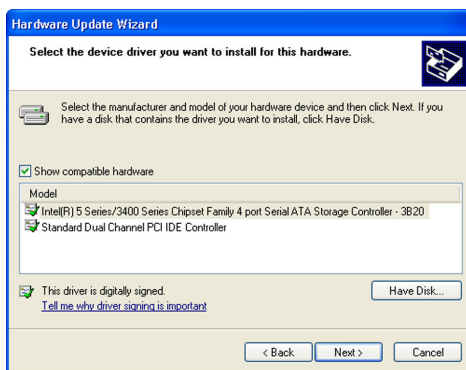 Hardware Update Wizard
Select the device driver you want to install for this hardware.
Select the manufacturer and model of your hardware device and then click Next. If you
have a disk that contains the driver you want to install, click Have Disk.
Show compatible hardware
Model
Intel(R) 5 Series/3400 Series Chipset Family 4 port Serial ATA Storage Controller - 3B20
Standard Dual Channel PCI IDE Controller
This driver is digitally signed.
Have Disk...
Tell me why driver signing is important
< Back
Next >
Cancel